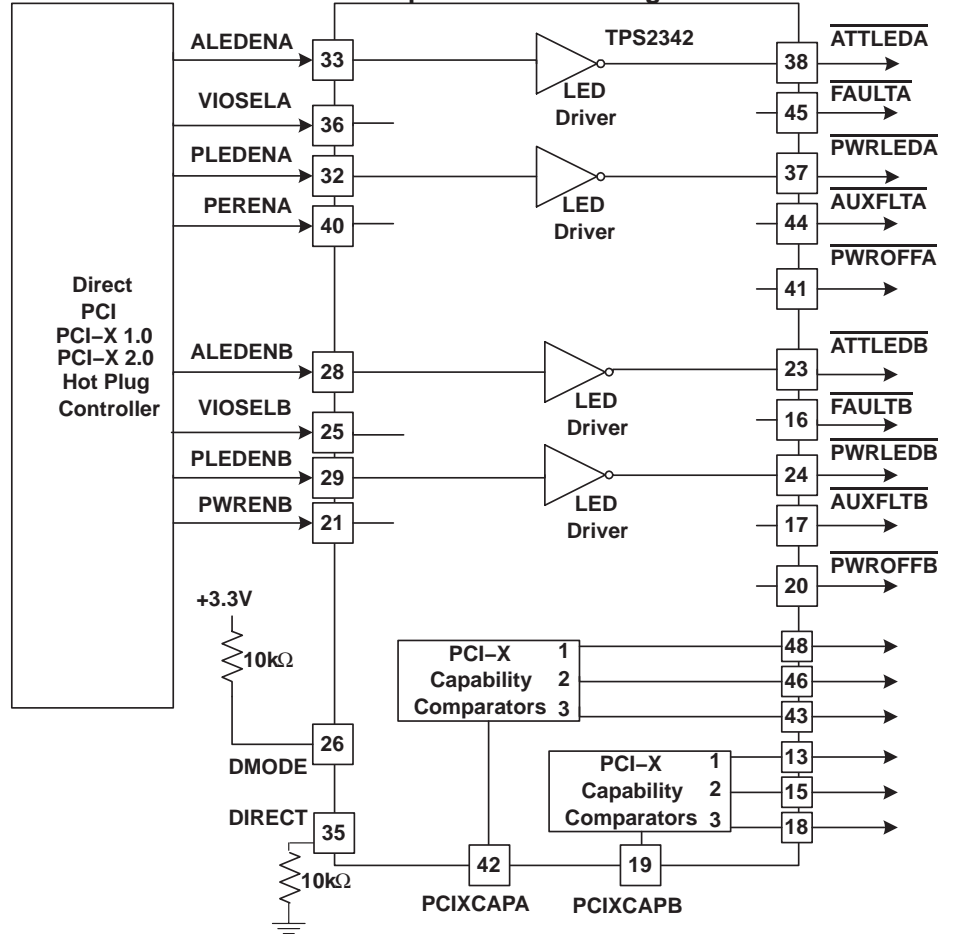 TPS2342
ALEDENA
33
LED
Driver
38
ATTLEDA
VIOSELA
36
45
FAULTA
PLEDENA
32
LED
Driver
37
PWRLEDA
PERENA
40
44
AUXFLTA
41
PWROFFA
Direct
PCI
PCI–X 1.0
PCI–X 2.0
Hot Plug
Controller
ALEDENB
28
LED
Driver
23
ATTLEDB
VIOSELB
25
16
FAULTB
PLEDENB
29
LED
Driver
24
PWRLEDB
PWRENB
21
17
AUXFLTB
20
PWROFFB
+3.3V
10kΩ
26
DMODE
DIRECT
35
10kΩ
PCI–X 1
Capability 2
Comparators 3
48
46
43
PCI–X 1
Capability 2
Comparators 3
13
15
18
42
PCIXCAPA
19
PCIXCAPB